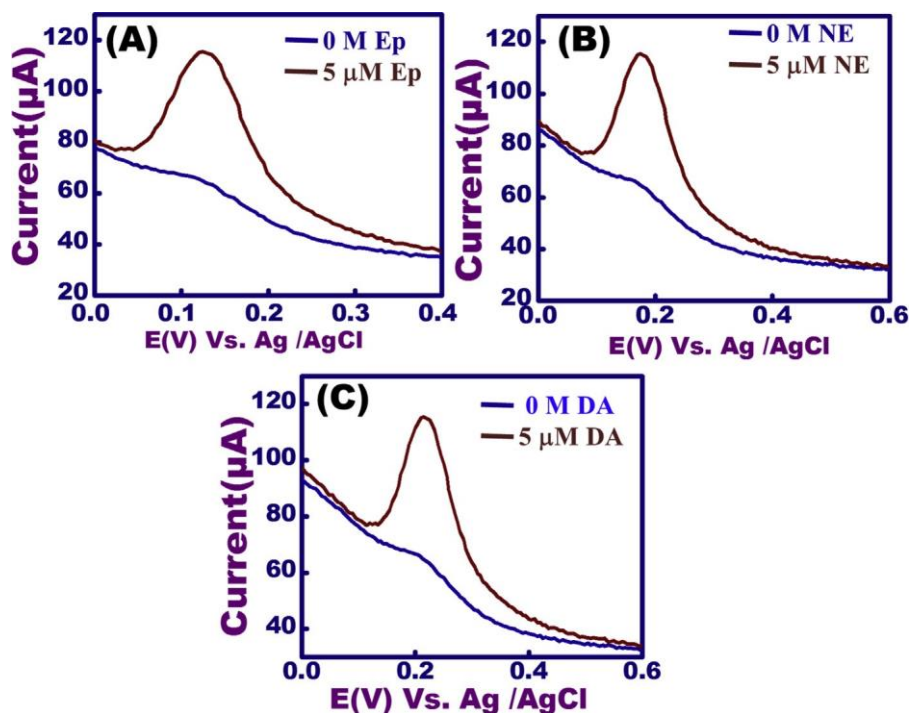 (A)
0 M Ep
5 μM Ep
Current(μA)
120
100
80
60
40
20
0.0 0.1 0.2 0.3 0.4
E(V) Vs. Ag /AgCl
(B)
0 M NE
5 μM NE
Current(μA)
120
100
80
60
40
20
0.0 0.2 0.4 0.6
E(V) Vs. Ag /AgCl
(C)
0 M DA
5 μM DA
Current(μA)
120
100
80
60
40
0.0 0.2 0.4 0.6
E(V) Vs. Ag /AgCl